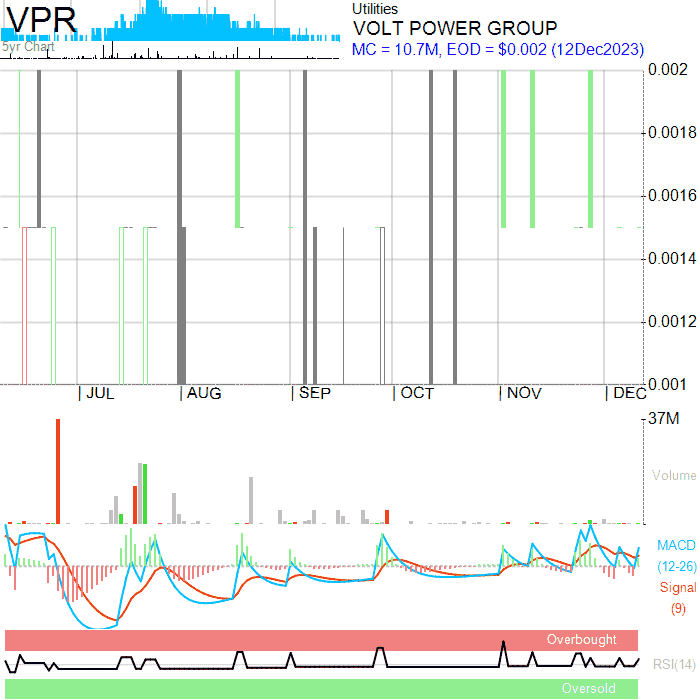 VPR
5yr Chart
Utilities
VOLT POWER GROUP
MC = 10.7M, EOD = $0.002 (12Dec2023)
0.002
0.0018
0.0016
0.0014
0.0012
0.001
JUL
AUG
SEP
OCT
NOV
DEC
37M
Volume
MACD
(12-26)
Signal
(9)
Overbought
RSI(14)
Oversold